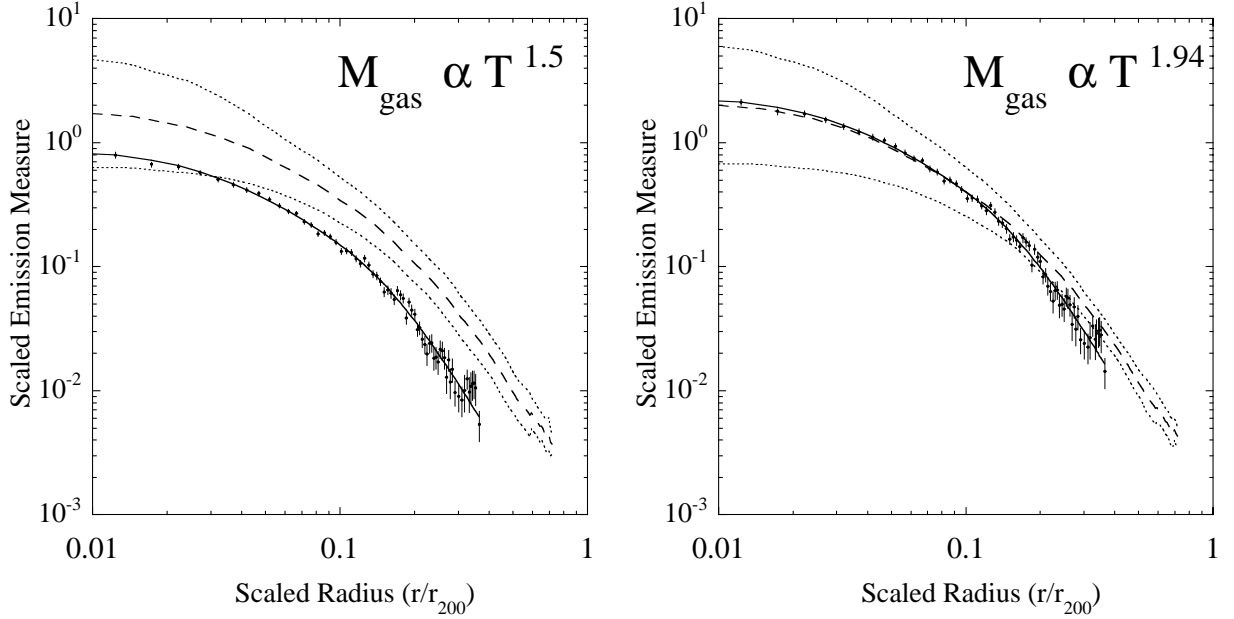 M_gas α T^1.5
Scaled Emission Measure
10^1
10^0
10^-1
10^-2
10^-3
0.01
0.1
1
Scaled Radius (r/r_200)
M_gas α T^1.94
Scaled Emission Measure
10^1
10^0
10^-1
10^-2
10^-3
0.01
0.1
1
Scaled Radius (r/r_200)